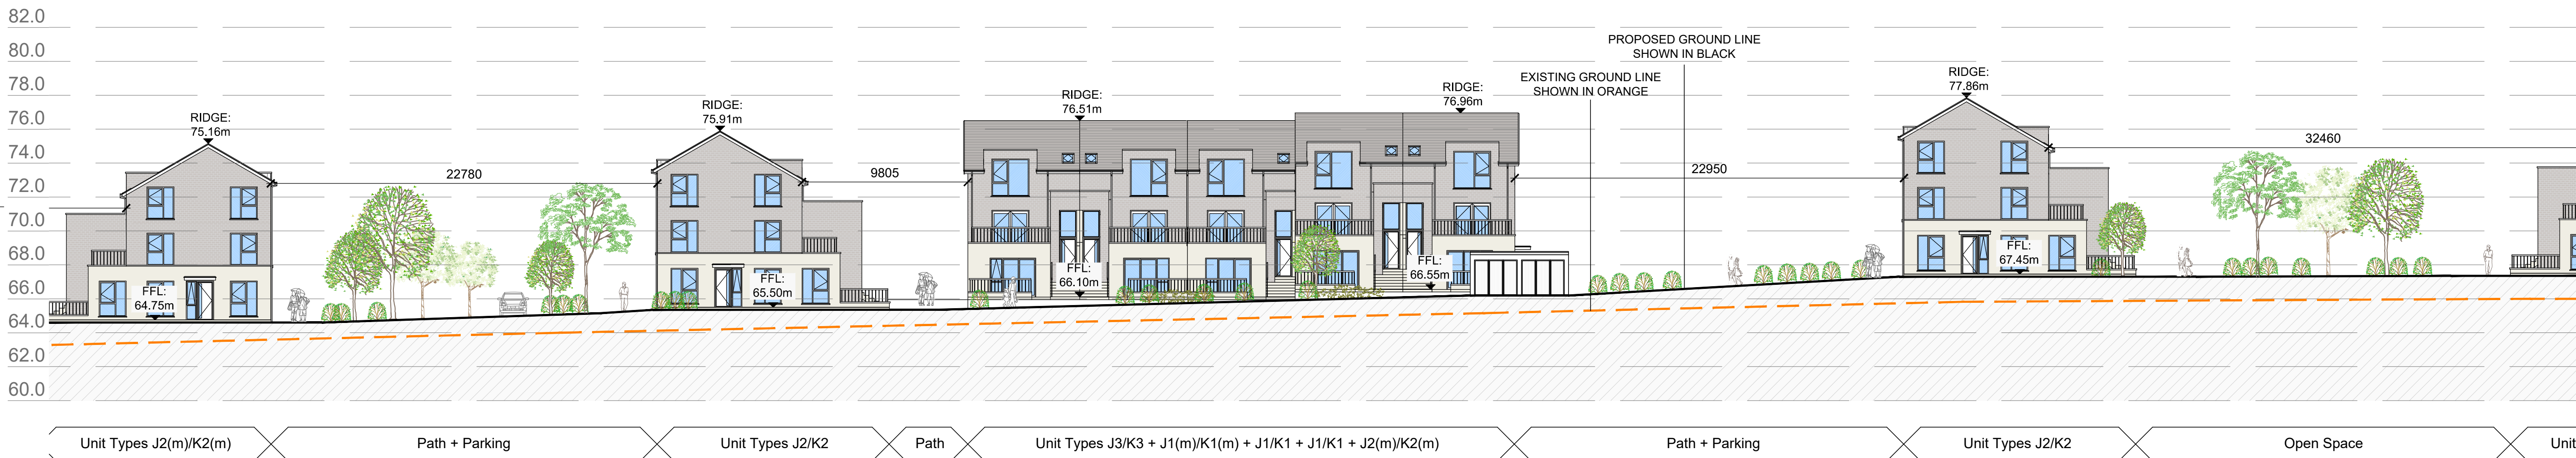 82.0
80.0
78.0
76.0
74.0
72.0
70.0
68.0
66.0
64.0
62.0
60.0
RIDGE:
75.16m
FFL:
64.75m
22780
RIDGE:
75.91m
FFL:
65.50m
9805
RIDGE:
76.51m
FFL:
66.10m
RIDGE:
76.96m
FFL:
66.55m
EXISTING GROUND LINE
SHOWN IN ORANGE
PROPOSED GROUND LINE
SHOWN IN BLACK
22950
RIDGE:
77.86m
FFL:
67.45m
32460
Unit Types J2(m)/K2(m)
Path + Parking
Unit Types J2/K2
Path
Unit Types J3/K3 + J1(m)/K1(m) + J1/K1 + J1/K1 + J2(m)/K2(m)
Path + Parking
Unit Types J2/K2
Open Space
Unit